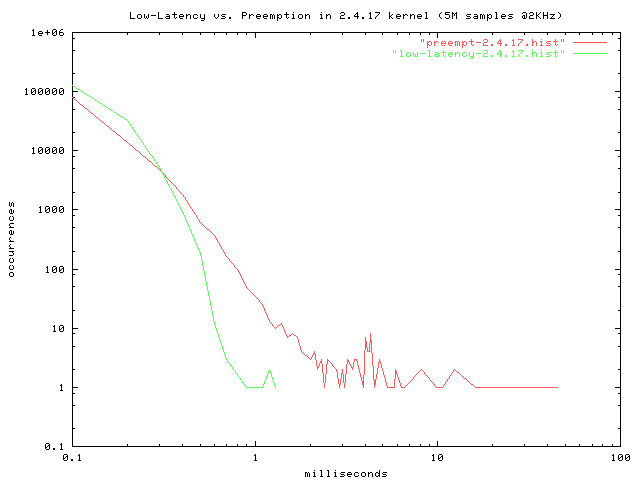 Low-Latency vs. Preemption in 2.4.17 kernel (5M samples @2KHz)
1e+06
"preempt-2.4.17.hist"
"low-latency-2.4.17.hist"
100000
10000
1000
occurrences
100
10
1
0.1
0.1 1 10 100
milliseconds